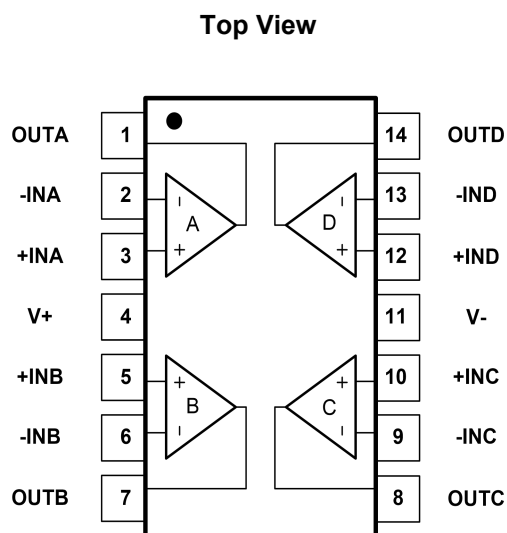 Top View
OUTA 1 14 OUTD
-INA 2 - - 13 -IND
A D
+INA 3 + + 12 +IND
V+ 4 11 V-
+INB 5 + + 10 +INC
B C
-INB 6 - - 9 -INC
OUTB 7 8 OUTC